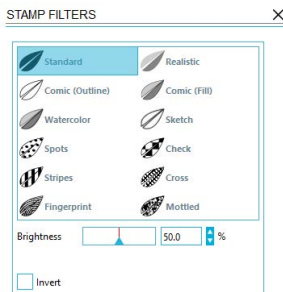 STAMP FILTERS
Standard Realistic
Comic (Outline) Comic (Fill)
Watercolor Sketch
Spots Check
Stripes Cross
Fingerprint Mottled
Brightness 50.0 %
Invert